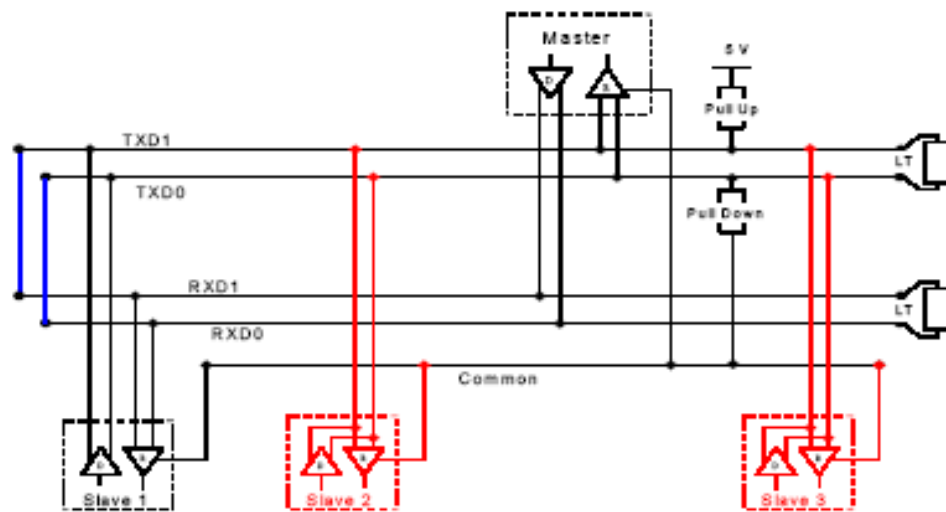 Master
D
R
5 V
Pull Up
TXD1
LT
TXD0
Pull Down
RXD1
LT
RXD0
Common
D
R
Slave 1
D
R
Slave 2
D
R
Slave 3